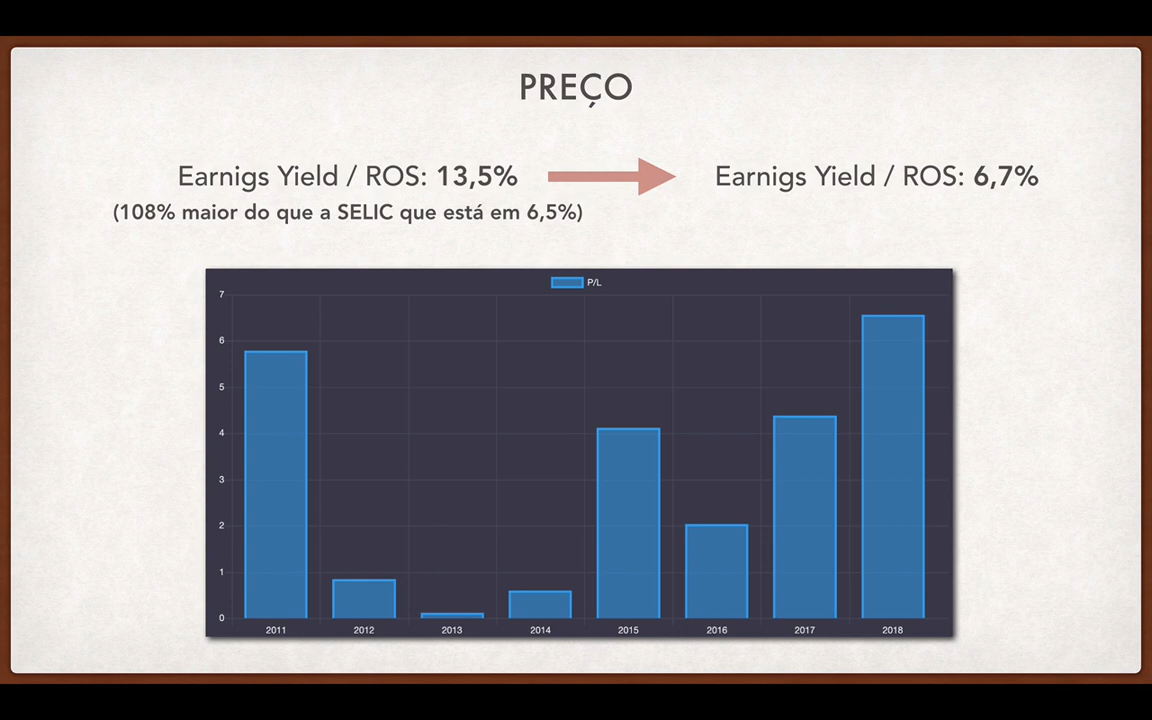 PREÇO
Earnigs Yield / ROS: 13,5%
Earnigs Yield / ROS: 6,7%
(108% maior do que a SELIC que está em 6,5%)
P/L
7
6
5
4
3
2
1
0
2011 2012 2013 2014 2015 2016 2017 2018